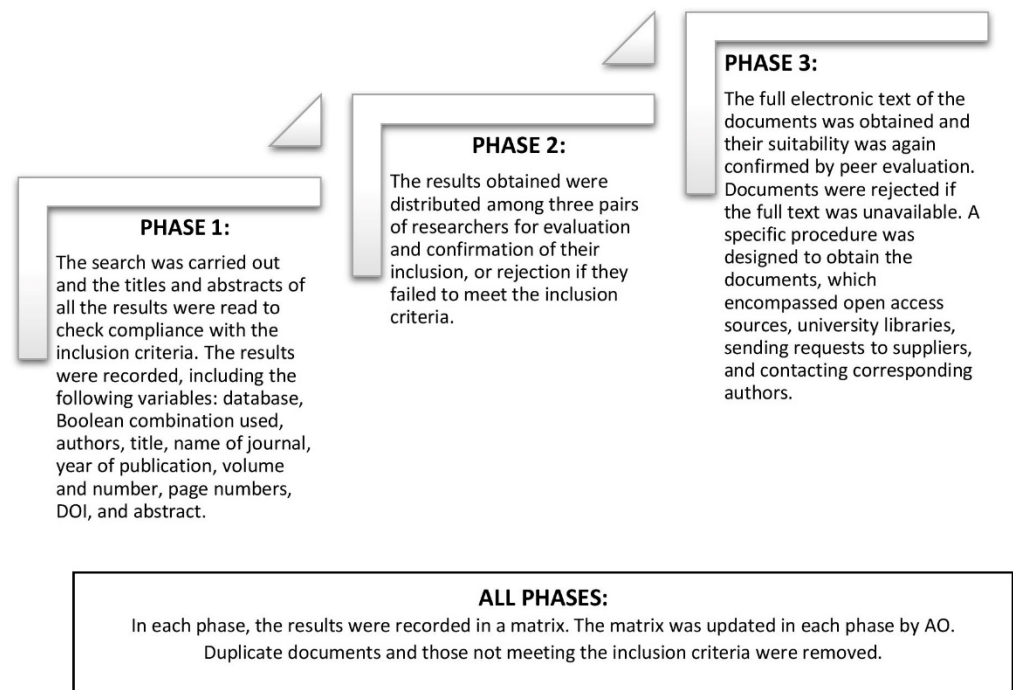 PHASE 1:
The search was carried out
and the titles and abstracts of
all the results were read to
check compliance with the
inclusion criteria. The results
were recorded, including the
following variables: database,
Boolean combination used,
authors, title, name of journal,
year of publication, volume
and number, page numbers,
DOI, and abstract.
PHASE 2:
The results obtained were
distributed among three pairs
of researchers for evaluation
and confirmation of their
inclusion, or rejection if they
failed to meet the inclusion
criteria.
PHASE 3:
The full electronic text of the
documents was obtained and
their suitability was again
confirmed by peer evaluation.
Documents were rejected if
the full text was unavailable. A
specific procedure was
designed to obtain the
documents, which
encompassed open access
sources, university libraries,
sending requests to suppliers,
and contacting corresponding
authors.
ALL PHASES:
In each phase, the results were recorded in a matrix. The matrix was updated in each phase by AO.
Duplicate documents and those not meeting the inclusion criteria were removed.